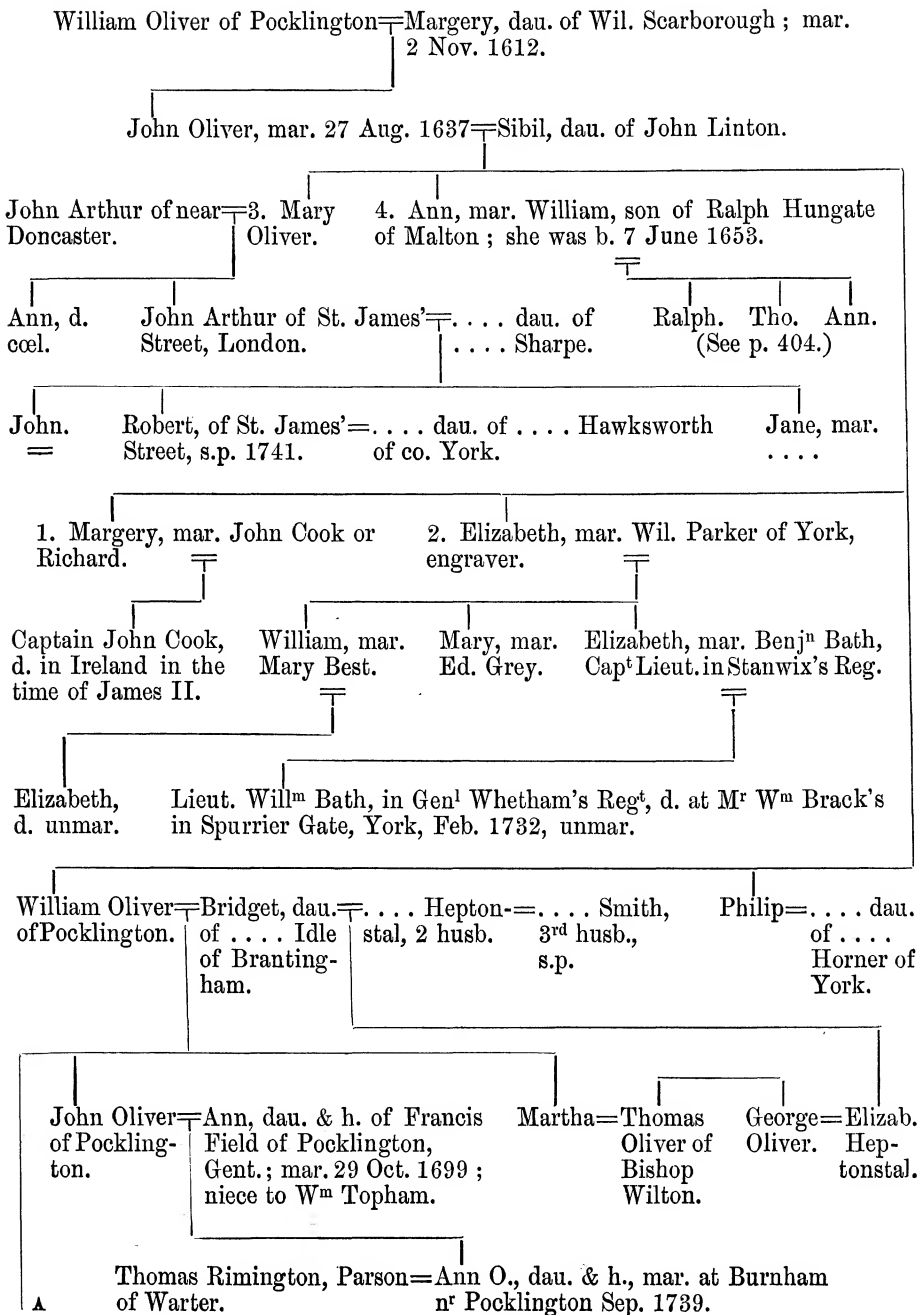 William Oliver of Pocklington=Margery, dau. of Wil. Scarborough ; mar.
2 Nov. 1612.
John Oliver, mar. 27 Aug. 1637=Sibil, dau. of John Linton.
John Arthur of near=3. Mary 4. Ann, mar. William, son of Ralph Hungate
Doncaster. Oliver. of Malton ; she was b. 7 June 1653.
Ann, d. John Arthur of St. James'=. . . . dau. of Ralph. Tho. Ann.
cœl. Street, London. . . . . Sharpe. (See p. 404.)
John. Robert, of St. James'=. . . . dau. of . . . . Hawksworth Jane, mar.
= Street, s.p. 1741. of co. York. . . . .
1. Margery, mar. John Cook or 2. Elizabeth, mar. Wil. Parker of York,
Richard. engraver.
Captain John Cook, William, mar. Mary, mar. Elizabeth, mar. Benjⁿ Bath,
d. in Ireland in the Mary Best. Ed. Grey. Capᵗ Lieut. in Stanwix's Reg.
time of James II.
Elizabeth, Lieut. Willᵐ Bath, in Genˡ Whetham's Regᵗ, d. at Mʳ Wᵐ Brack's
d. unmar. in Spurrier Gate, York, Feb. 1732, unmar.
William Oliver=Bridget, dau.=. . . . Hepton-=. . . . Smith, Philip=. . . . dau.
of Pocklington. of . . . . Idle stal, 2 husb. 3rd husb., of . . . .
of Branting- s.p. Horner of
ham. York.
John Oliver=Ann, dau. & h. of Francis Martha=Thomas George=Elizab.
of Pockling- Field of Pocklington, Oliver of Oliver. Hep-
ton. Gent. ; mar. 29 Oct. 1699 ; Bishop tonstal.
niece to Wᵐ Topham. Wilton.
Thomas Rimington, Parson=Ann O., dau. & h., mar. at Burnham
A of Warter. nʳ Pocklington Sep. 1739.